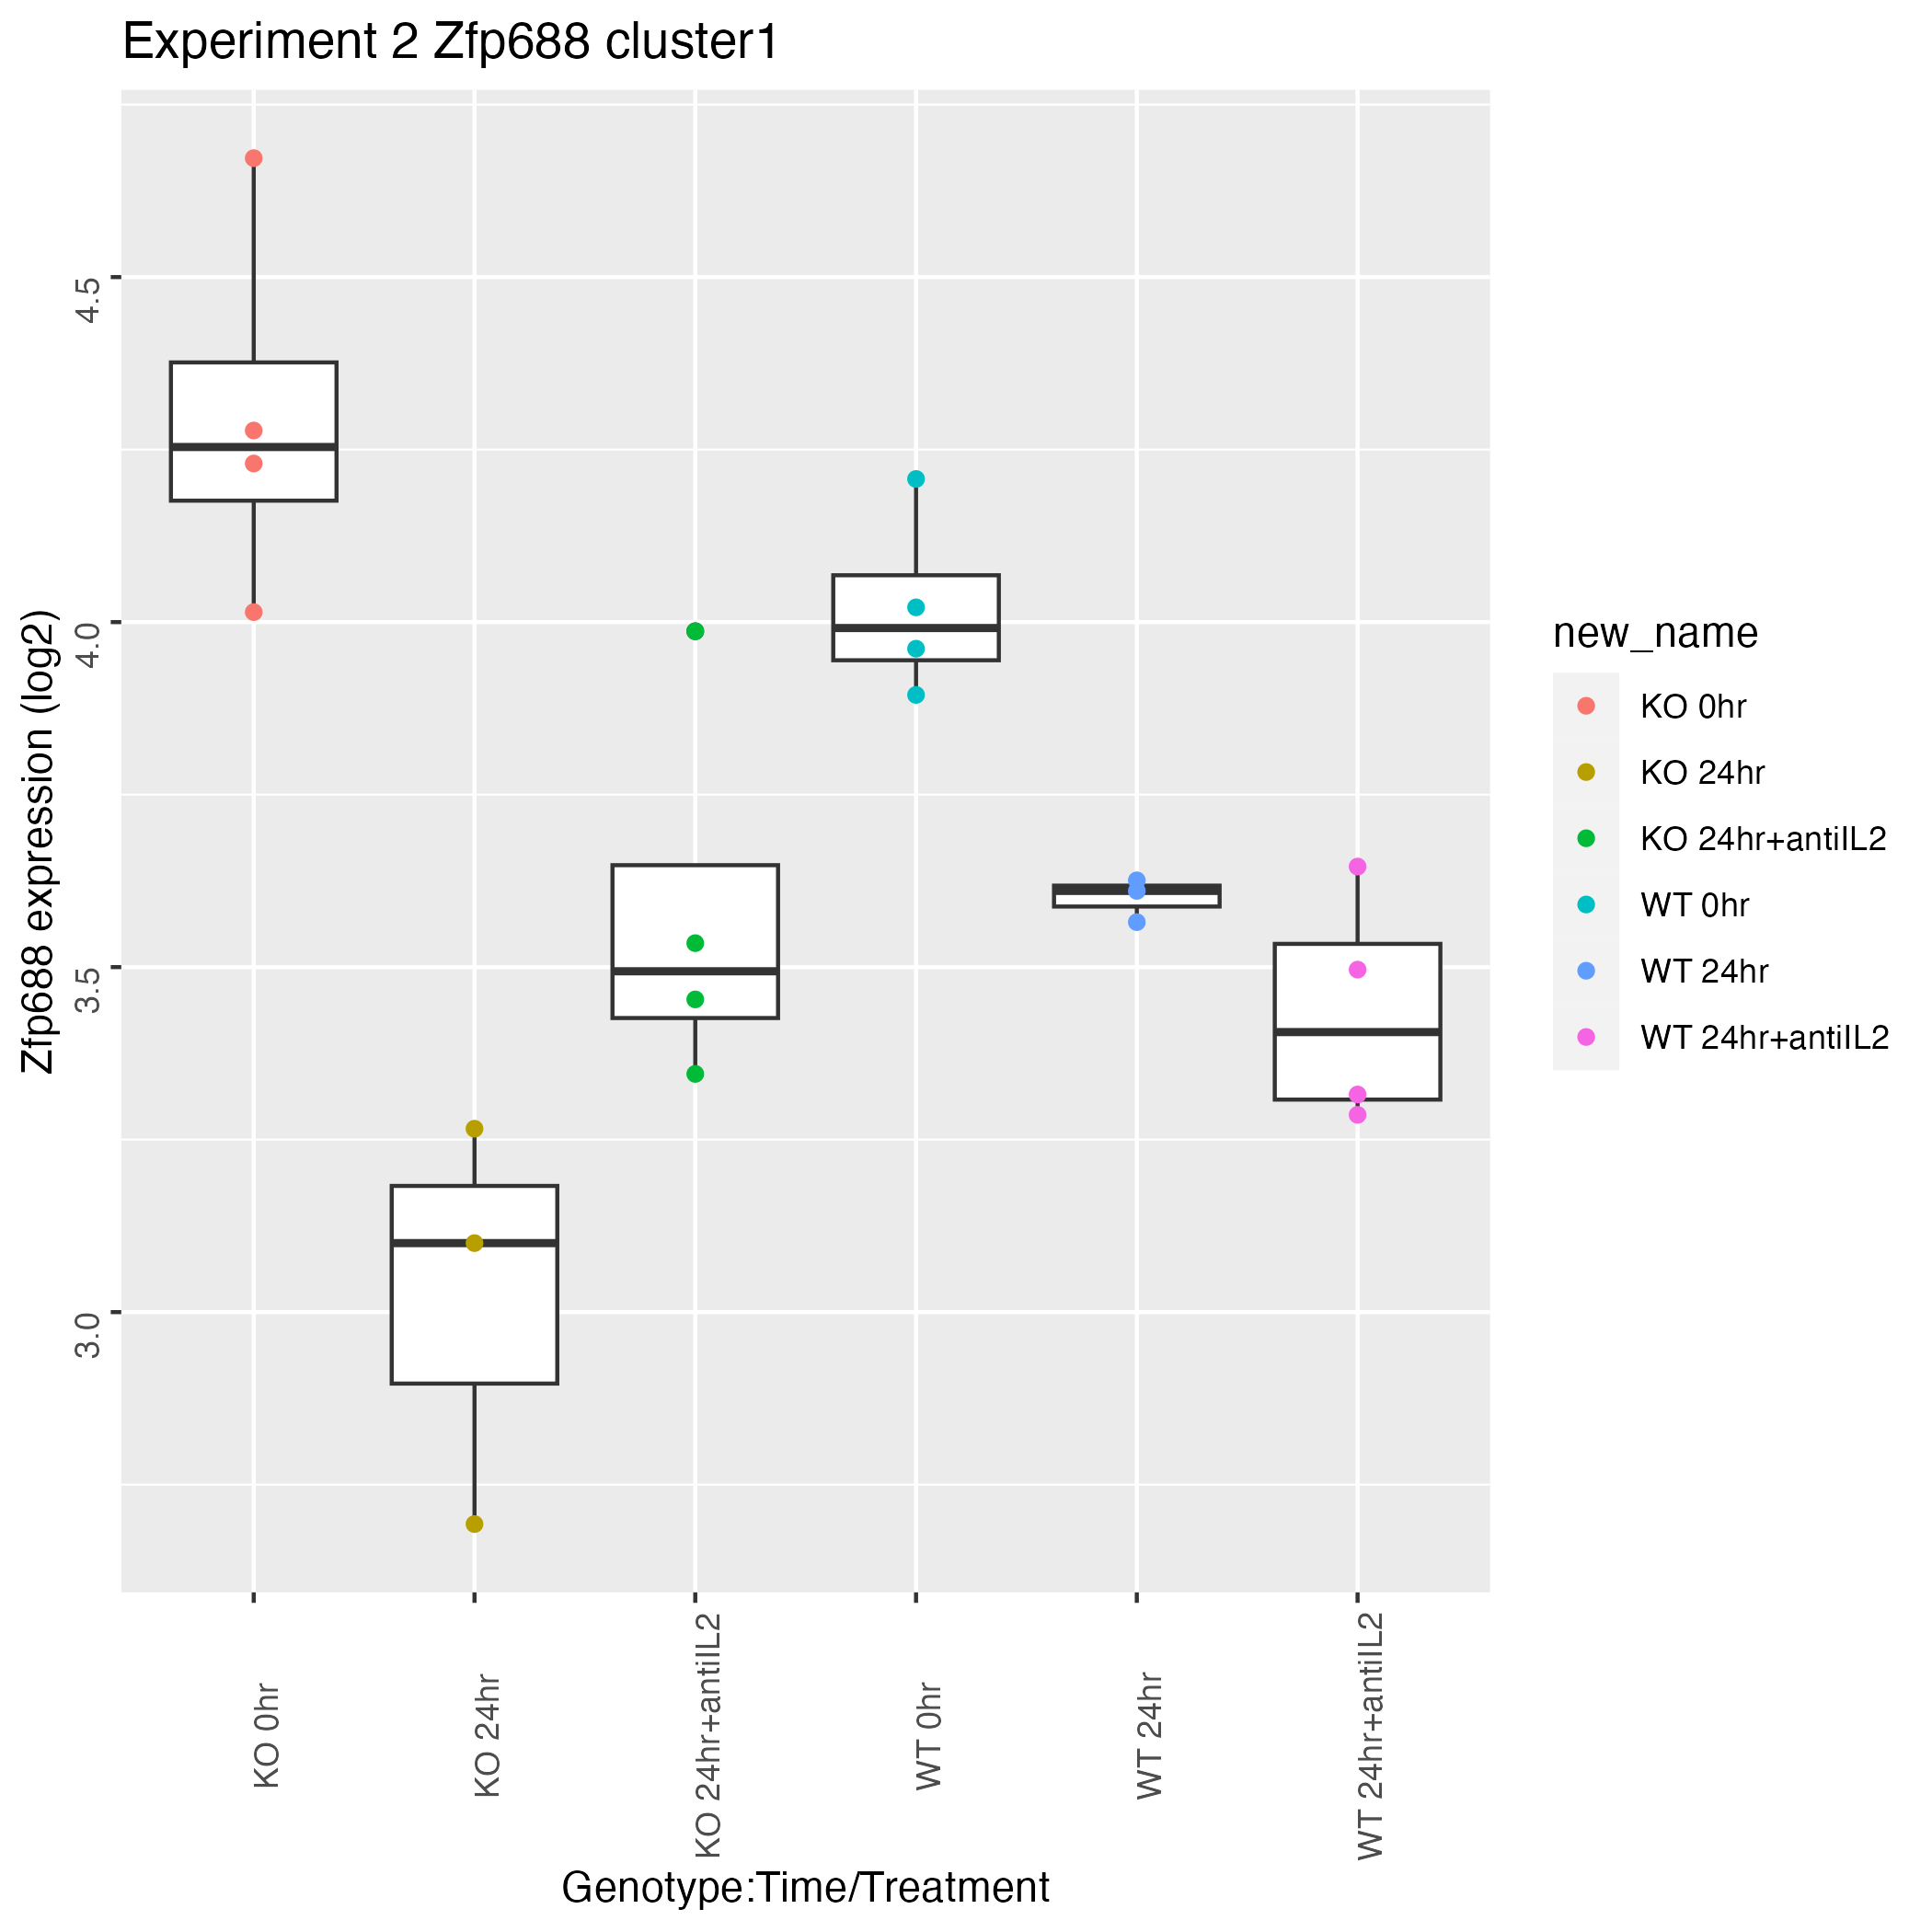 Experiment 2 Zfp688 cluster1
Zfp688 expression (log2)
4.5
4.0
3.5
3.0
KO 0hr
KO 24hr
KO 24hr+antiIL2
WT 0hr
WT 24hr
WT 24hr+antiIL2
Genotype:Time/Treatment
new_name
KO 0hr
KO 24hr
KO 24hr+antiIL2
WT 0hr
WT 24hr
WT 24hr+antiIL2